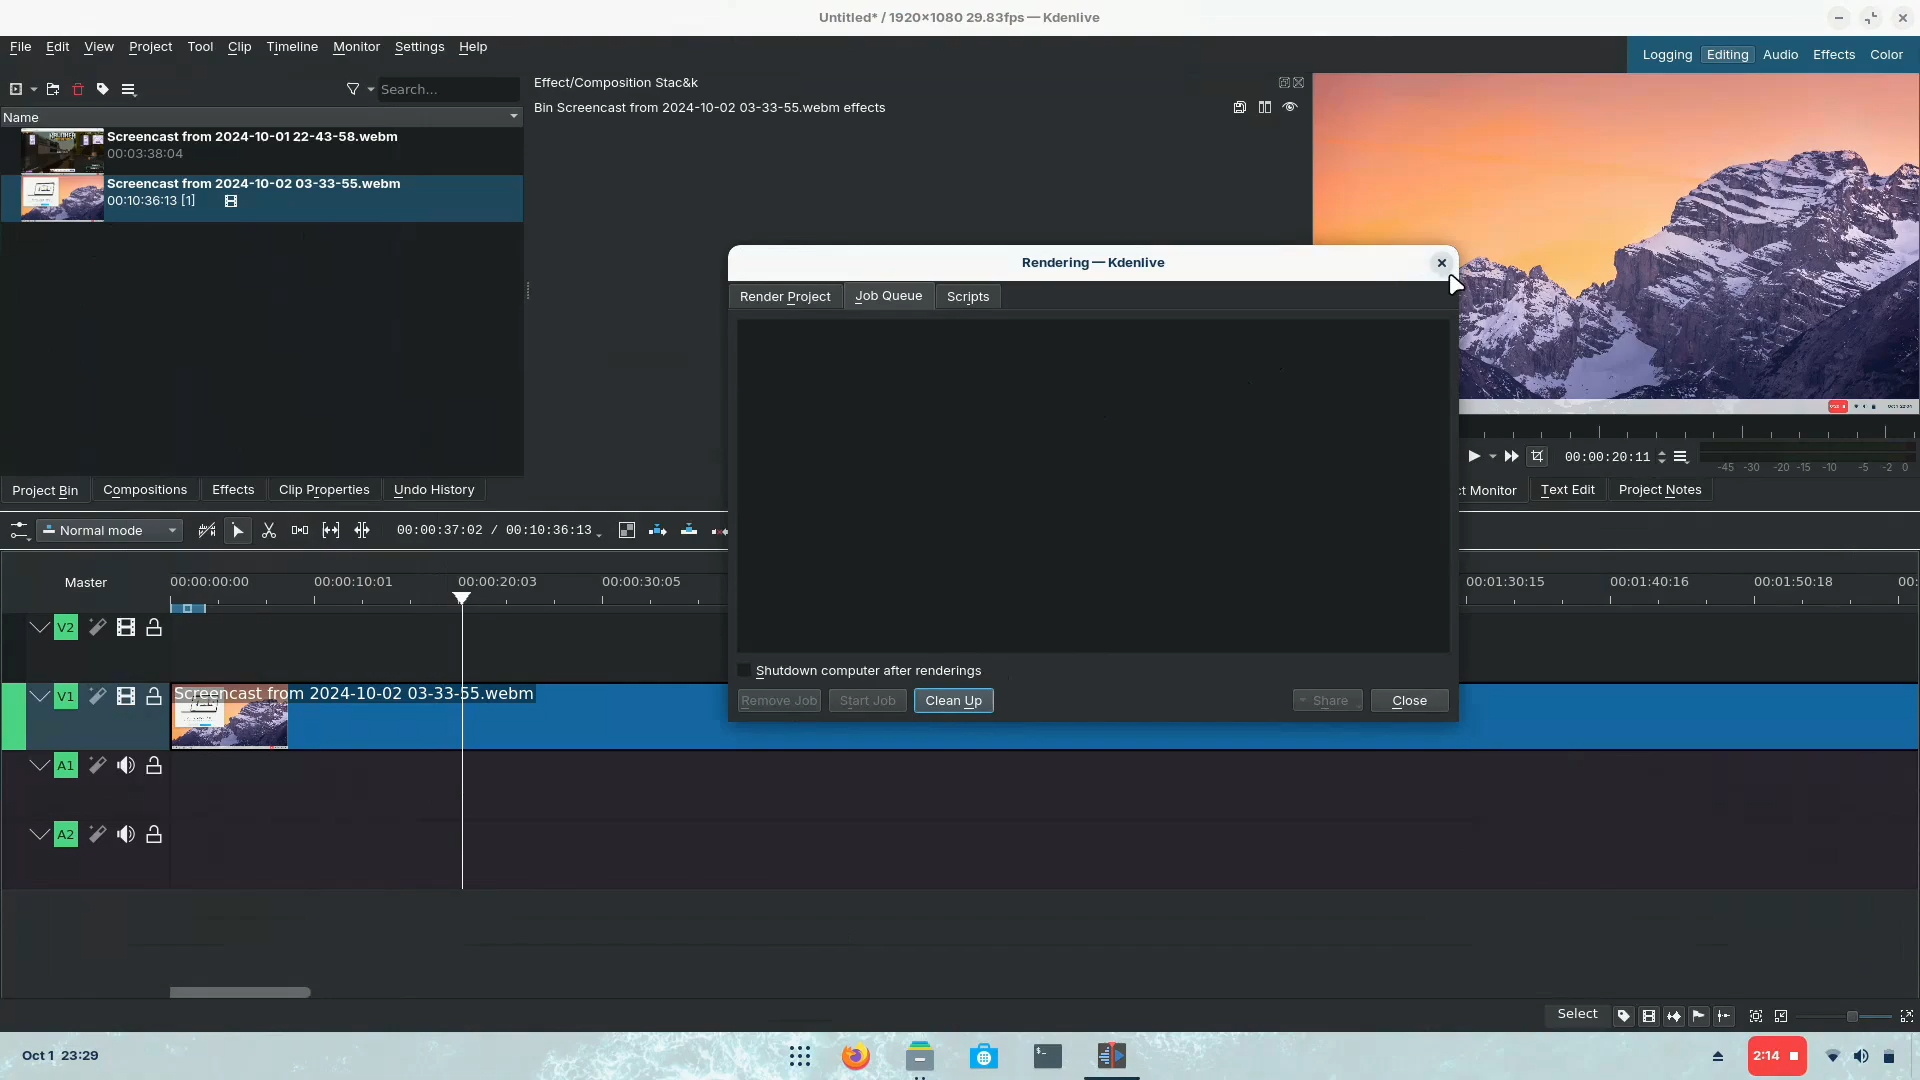 Untitled* / 1920×1080 29.83fps — Kdenlive
File Edit View Project Tool Clip Timeline Monitor Settings Help
Logging Editing Audio Effects Color
Search...
Effect/Composition Stac&k
Bin Screencast from 2024-10-02 03-33-55.webm effects
Name
Screencast from 2024-10-01 22-43-58.webm
00:03:38:04
Screencast from 2024-10-02 03-33-55.webm
00:10:36:13 [1]
Rendering — Kdenlive
Render Project Job Queue Scripts
00:00:20:11
-45 -30 -20 -15 -10 -5 -2 0
Project Bin Compositions Effects Clip Properties Undo History
ct Monitor Text Edit Project Notes
Normal mode
00:00:37:02 / 00:10:36:13
Master
00:00:00:00 00:00:10:01 00:00:20:03 00:00:30:05 00:01:30:15 00:01:40:16 00:01:50:18 00:
V2
Shutdown computer after renderings
Remove Job Start Job Clean Up Share Close
V1
Screencast from 2024-10-02 03-33-55.webm
A1
A2
Select
Oct 1 23:29
2:14